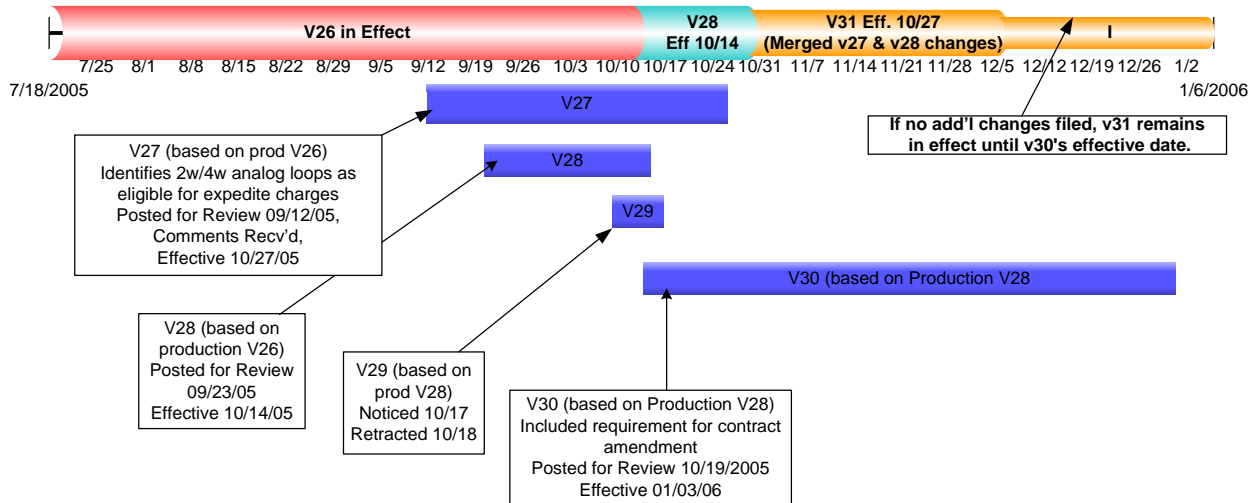 V26 in Effect
V28
Eff 10/14
V31 Eff. 10/27
(Merged v27 & v28 changes)
I
7/25 8/1 8/8 8/15 8/22 8/29 9/5 9/12 9/19 9/26 10/3 10/10 10/17 10/24 10/31 11/7 11/14 11/21 11/28 12/5 12/12 12/19 12/26 1/2
7/18/2005 1/6/2006
V27
If no add'l changes filed, v31 remains
in effect until v30's effective date.
V27 (based on prod V26)
Identifies 2w/4w analog loops as
eligible for expedite charges
Posted for Review 09/12/05,
Comments Recv'd,
Effective 10/27/05
V28
V29
V30 (based on Production V28
V28 (based on
production V26)
Posted for Review
09/23/05
Effective 10/14/05
V29 (based on
prod V28)
Noticed 10/17
Retracted 10/18
V30 (based on Production V28)
Included requirement for contract
amendment
Posted for Review 10/19/2005
Effective 01/03/06